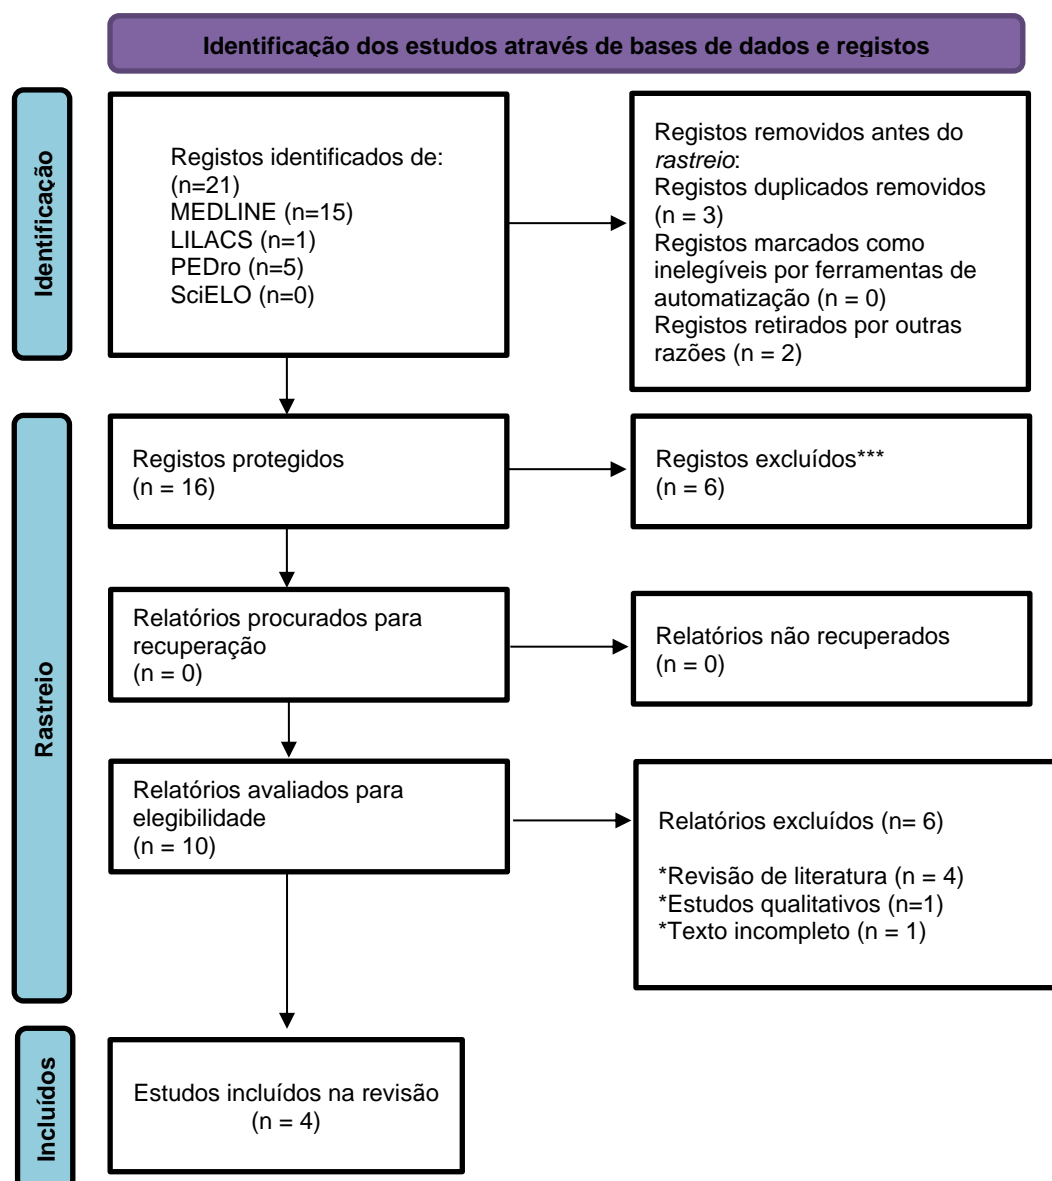 Identificação dos estudos através de bases de dados e registos
Identificação
Registos identificados de:
(n=21)
MEDLINE (n=15)
LILACS (n=1)
PEDro (n=5)
SciELO (n=0)
Registos removidos antes do
rastreio:
Registos duplicados removidos
(n = 3)
Registos marcados como
inelegíveis por ferramentas de
automatização (n = 0)
Registos retirados por outras
razões (n = 2)
Rastreio
Registos protegidos
(n = 16)
Registos excluídos***
(n = 6)
Relatórios procurados para
recuperação
(n = 0)
Relatórios não recuperados
(n = 0)
Relatórios avaliados para
elegibilidade
(n = 10)
Relatórios excluídos (n= 6)
*Revisão de literatura (n = 4)
*Estudos qualitativos (n=1)
*Texto incompleto (n = 1)
Incluídos
Estudos incluídos na revisão
(n = 4)